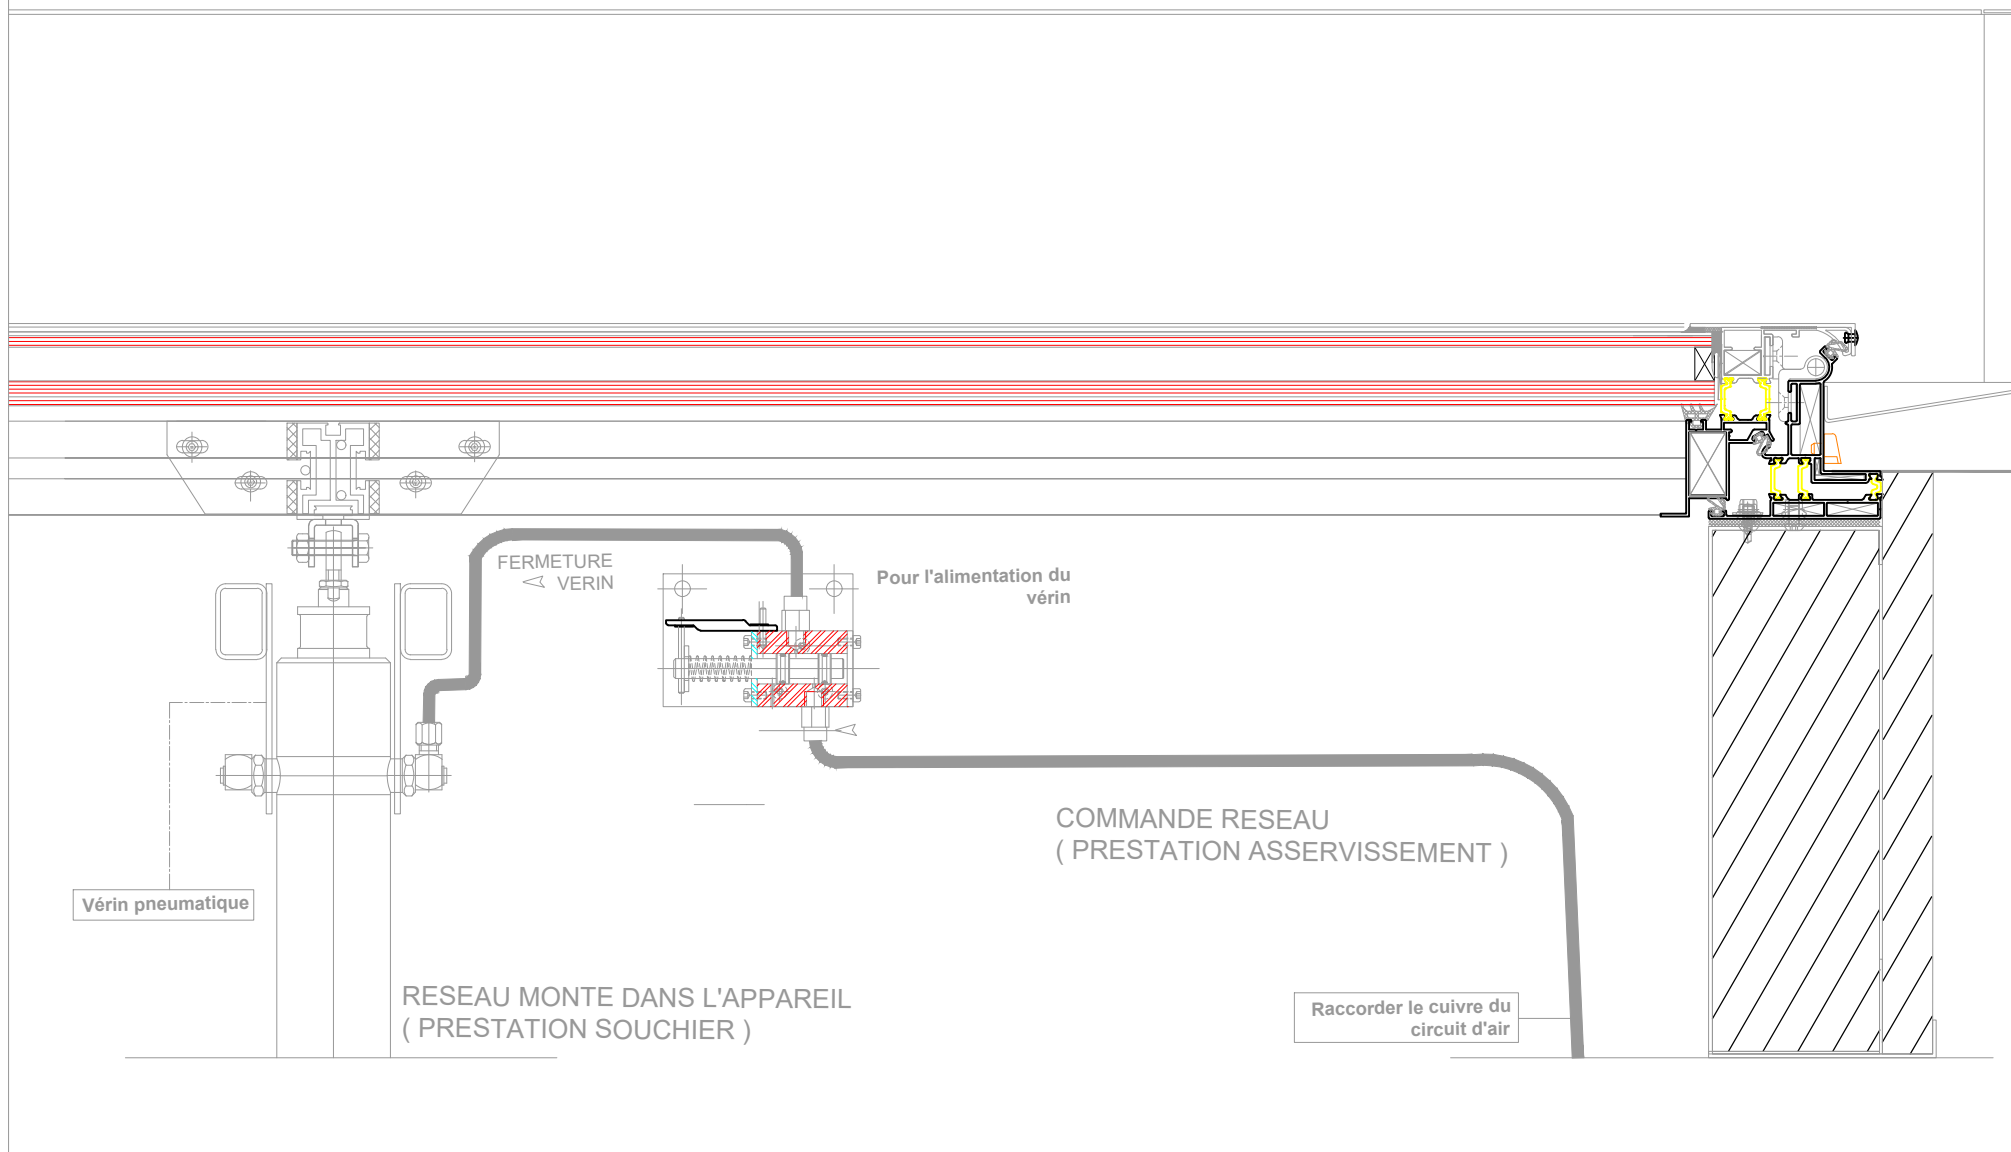 FERMETURE
VERIN
Pour l'alimentation du
vérin
COMMANDE RESEAU
( PRESTATION ASSERVISSEMENT )
Vérin pneumatique
RESEAU MONTE DANS L'APPAREIL
( PRESTATION SOUCHIER )
Raccorder le cuivre du
circuit d'air